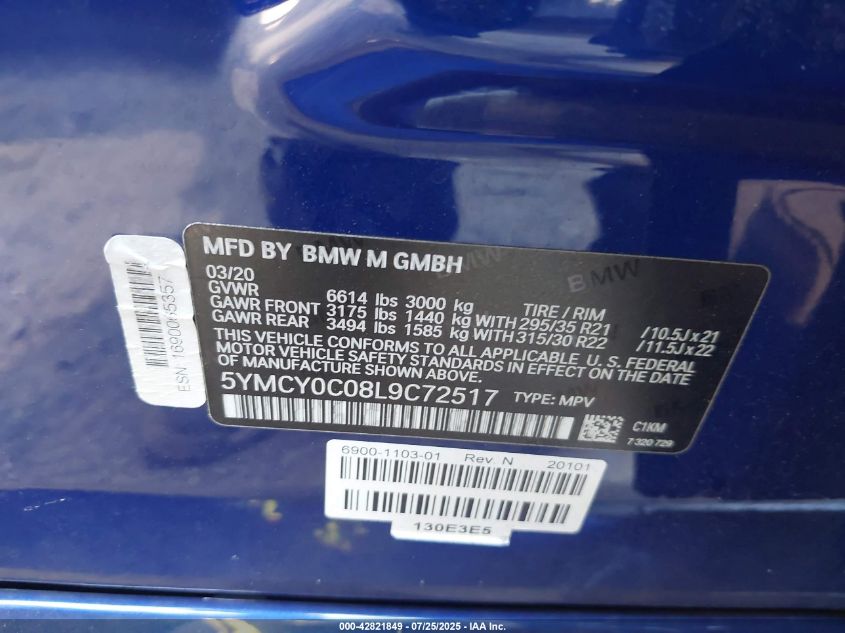 MFD BY BMW M GMBH
BMW
03/20
GVWR 6614 lbs 3000 kg TIRE / RIM
GAWR FRONT 3175 lbs 1440 kg WITH 295/35 R21 /10.5J x 21
GAWR REAR 3494 lbs 1585 kg WITH 315/30 R22 /11.5J x 22
THIS VEHICLE CONFORMS TO ALL APPLICABLE U. S. FEDERAL
MOTOR VEHICLE SAFETY STANDARDS IN EFFECT ON THE DATE
OF MANUFACTURE SHOWN ABOVE.
5YMCY0C08L9C72517 TYPE: MPV
C1KM
7 320 729
6900-1103-01 Rev. N 20101
130E3E5
000-42821849 | 07/25/2025 - IAA Inc.